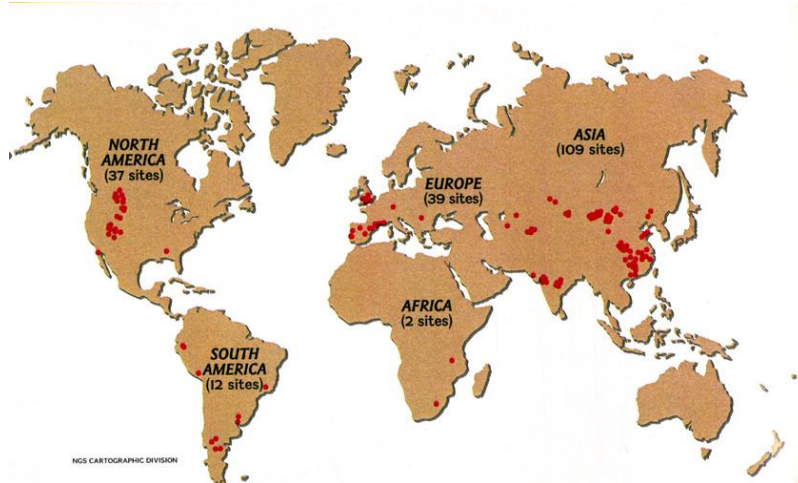 NORTH
AMERICA
(37 sites)
EUROPE
(39 sites)
ASIA
(109 sites)
AFRICA
(2 sites)
SOUTH
AMERICA
(12 sites)
NGS CARTOGRAPHIC DIVISION